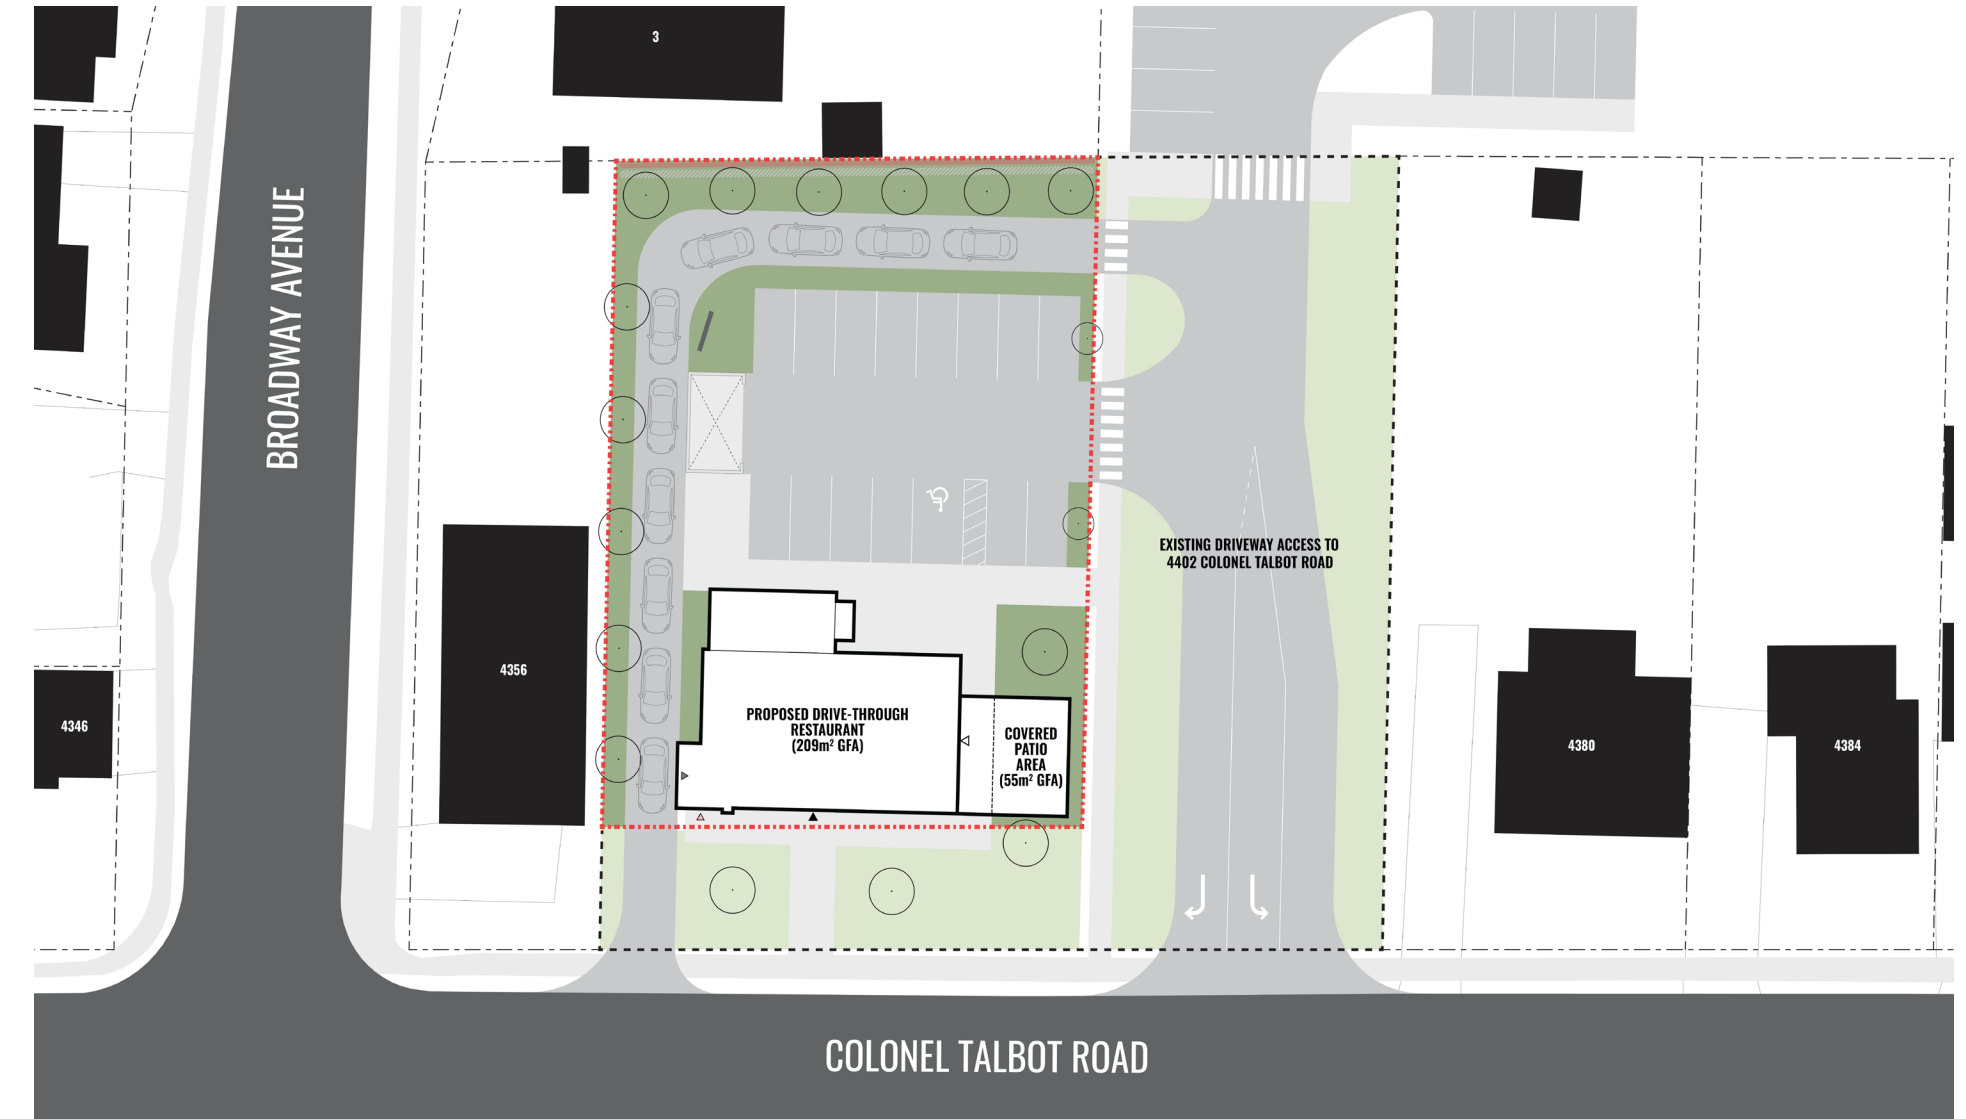 3
BROADWAY AVENUE
EXISTING DRIVEWAY ACCESS TO
4402 COLONEL TALBOT ROAD
4356
4346
PROPOSED DRIVE-THROUGH
RESTAURANT
(209m² GFA)
COVERED
PATIO
AREA
(55m² GFA)
4380
4384
COLONEL TALBOT ROAD